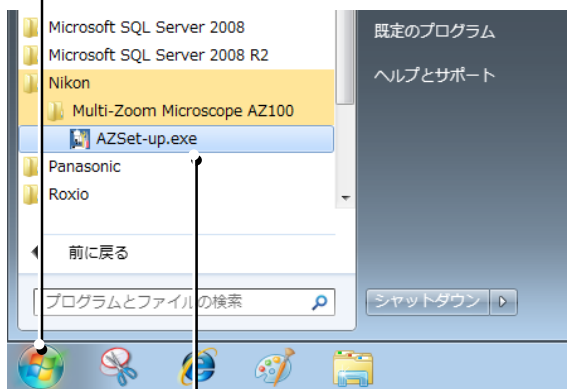 Microsoft SQL Server 2008
Microsoft SQL Server 2008 R2
Nikon
Multi-Zoom Microscope AZ100
AZSet-up.exe
Panasonic
Roxio
前に戻る
プログラムとファイルの検索
既定のプログラム
ヘルプとサポート
シャットダウン